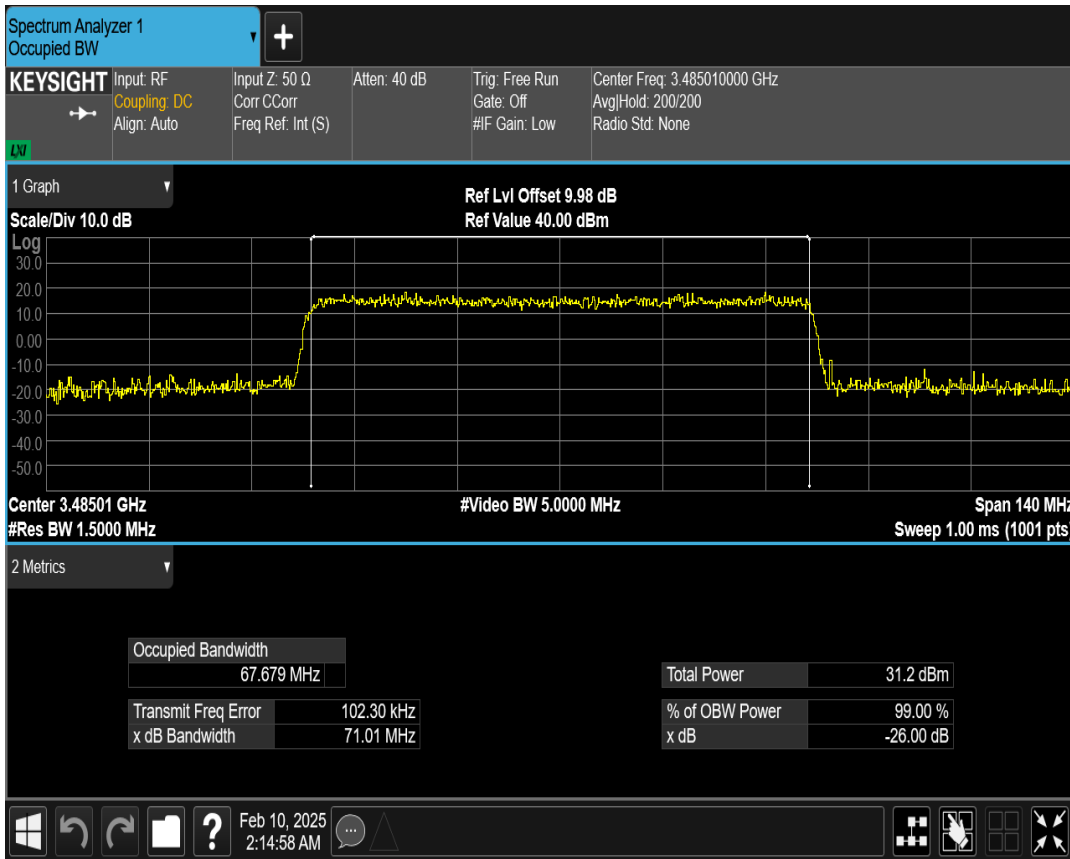 Spectrum Analyzer 1
Occupied BW
KEYSIGHT
LXI
Input: RF
Coupling: DC
Align: Auto
Input Z: 50 Ω
Corr CCorr
Freq Ref: Int (S)
Atten: 40 dB
Trig: Free Run
Gate: Off
#IF Gain: Low
Center Freq: 3.485010000 GHz
Avg|Hold: 200/200
Radio Std: None
1 Graph
Scale/Div 10.0 dB
Ref Lvl Offset 9.98 dB
Ref Value 40.00 dBm
Log
30.0
20.0
10.0
0.00
-10.0
-20.0
-30.0
-40.0
-50.0
Center 3.48501 GHz
#Video BW 5.0000 MHz
Span 140 MHz
#Res BW 1.5000 MHz
Sweep 1.00 ms (1001 pts)
2 Metrics
Occupied Bandwidth
67.679 MHz
Total Power 31.2 dBm
Transmit Freq Error 102.30 kHz
% of OBW Power 99.00 %
x dB Bandwidth 71.01 MHz
x dB -26.00 dB
?
Feb 10, 2025
2:14:58 AM